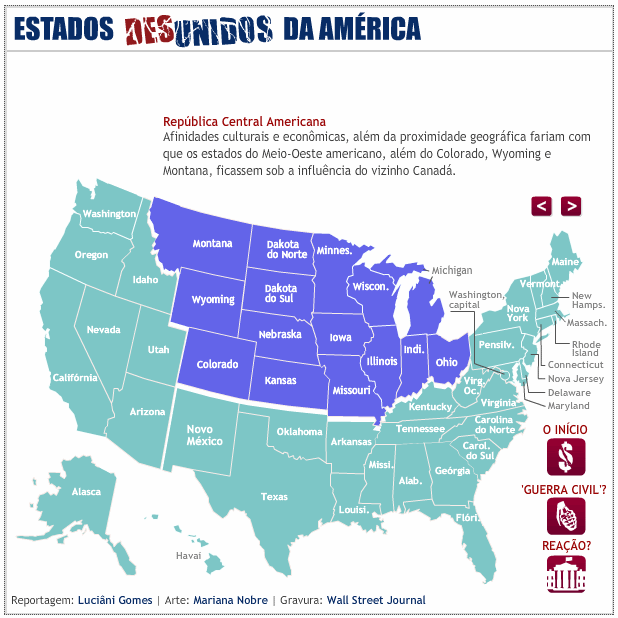 ESTADOS DESUNIDOS DA AMÉRICA
República Central Americana
Afinidades culturais e econômicas, além da proximidade geográfica fariam com
que os estados do Meio-Oeste americano, além do Colorado, Wyoming e
Montana, ficassem sob a influência do vizinho Canadá.
< >
Washington
Oregon
Idaho
Montana
Dakota
do Norte
Minnes.
Michigan
Maine
Vermont
Wiscon.
Washington,
capital
New
Hamps.
Nova
York
Massach.
Wyoming
Dakota
do Sul
Nevada
Nebraska
Iowa
Utah
Colorado
Kansas
Illinois
Indi.
Ohio
Pensilv.
Rhode
Island
Connecticut
Nova Jersey
Delaware
Maryland
Califórnia
Missouri
Virg.
Oc.
Virgínia
Kentucky
Arizona
Novo
México
Oklahoma
Arkansas
Tennessee
Carolina
do Norte
Carol.
do Sul
O INÍCIO
$
Missi.
Alab.
Geórgia
Texas
Louisi.
Flóri.
'GUERRA CIVIL'?
Alasca
Havaí
REAÇÃO?
Reportagem: Luciâni Gomes | Arte: Mariana Nobre | Gravura: Wall Street Journal